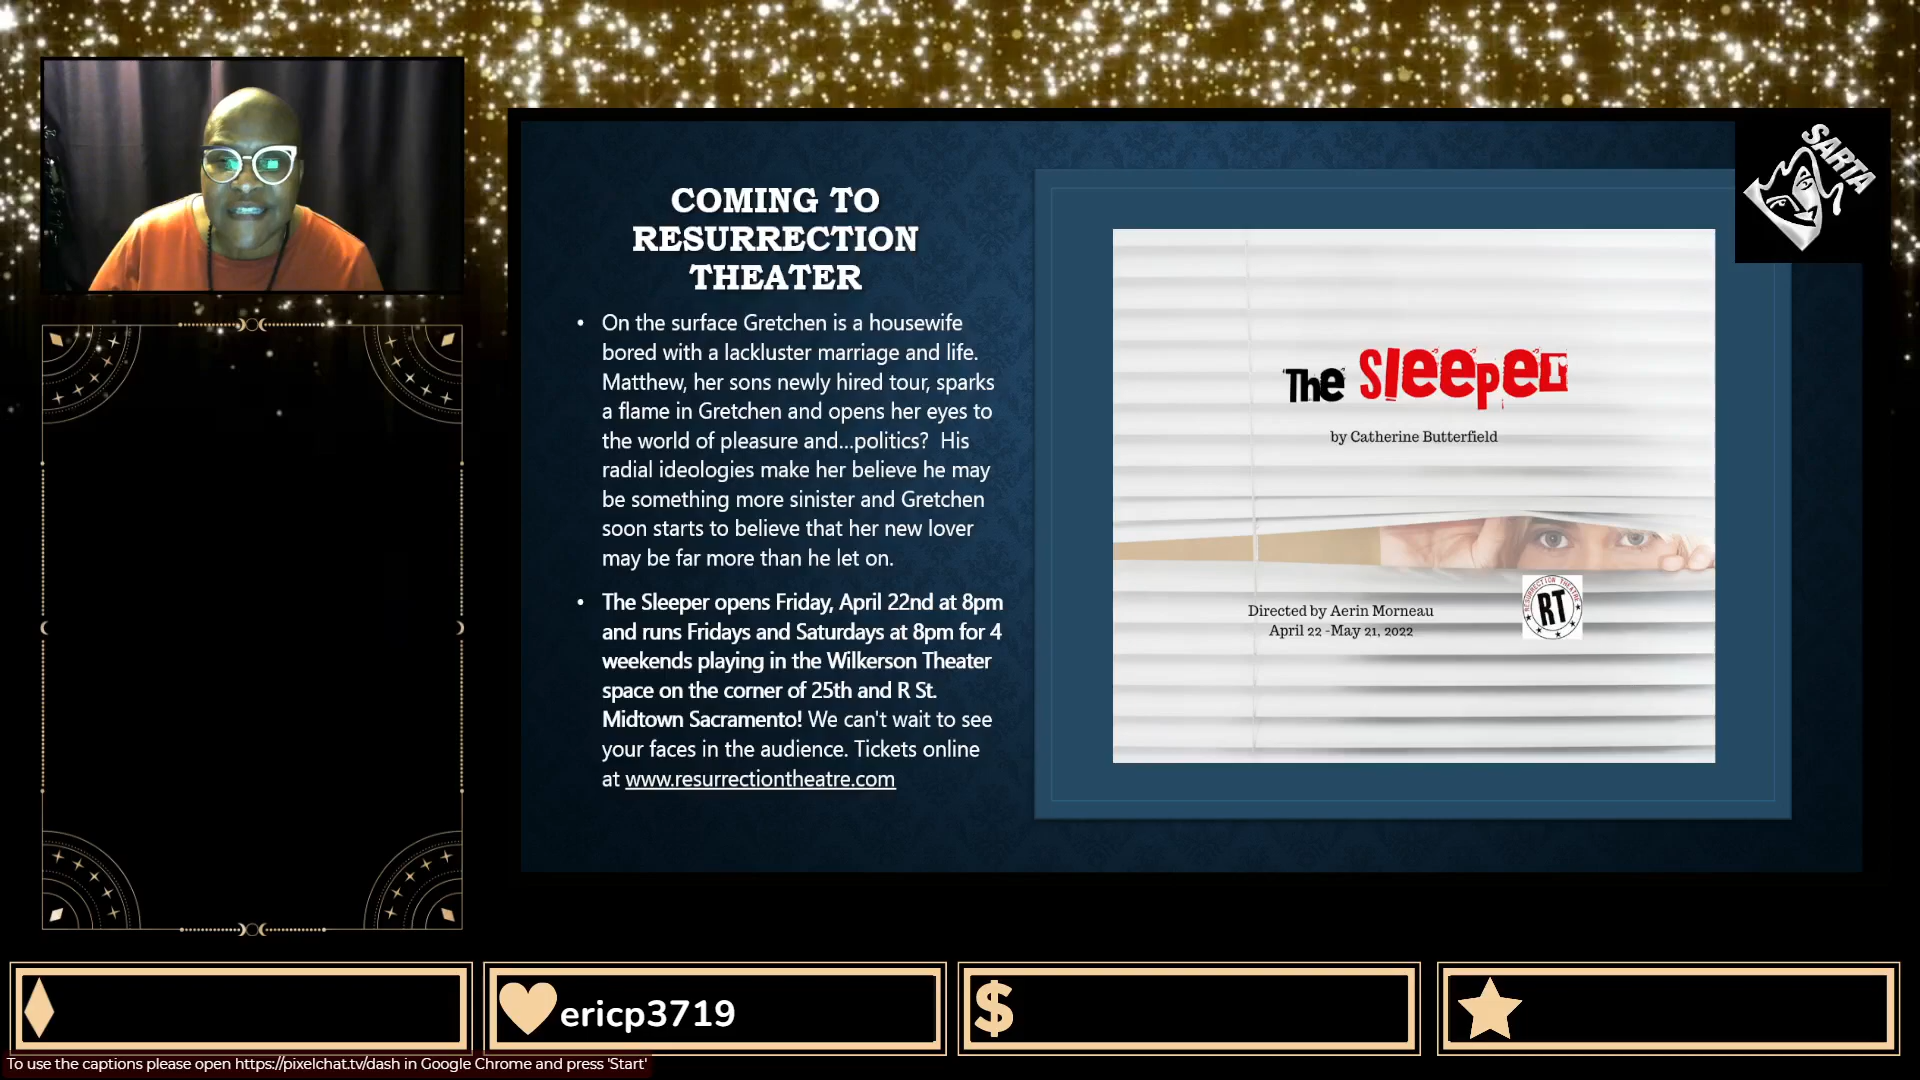 SARTA
COMING TO
RESURRECTION
THEATER
• On the surface Gretchen is a housewife
bored with a lackluster marriage and life.
Matthew, her sons newly hired tour, sparks
a flame in Gretchen and opens her eyes to
the world of pleasure and...politics?  His
radial ideologies make her believe he may
be something more sinister and Gretchen
soon starts to believe that her new lover
may be far more than he let on.
• The Sleeper opens Friday, April 22nd at 8pm
and runs Fridays and Saturdays at 8pm for 4
weekends playing in the Wilkerson Theater
space on the corner of 25th and R St.
Midtown Sacramento! We can't wait to see
your faces in the audience. Tickets online
at www.resurrectiontheatre.com
The Sleeper
by Catherine Butterfield
Directed by Aerin Morneau
April 22 -May 21, 2022
RESURRECTION THEATRE
RT
$
ericp3719
To use the captions please open https://pixelchat.tv/dash in Google Chrome and press 'Start'